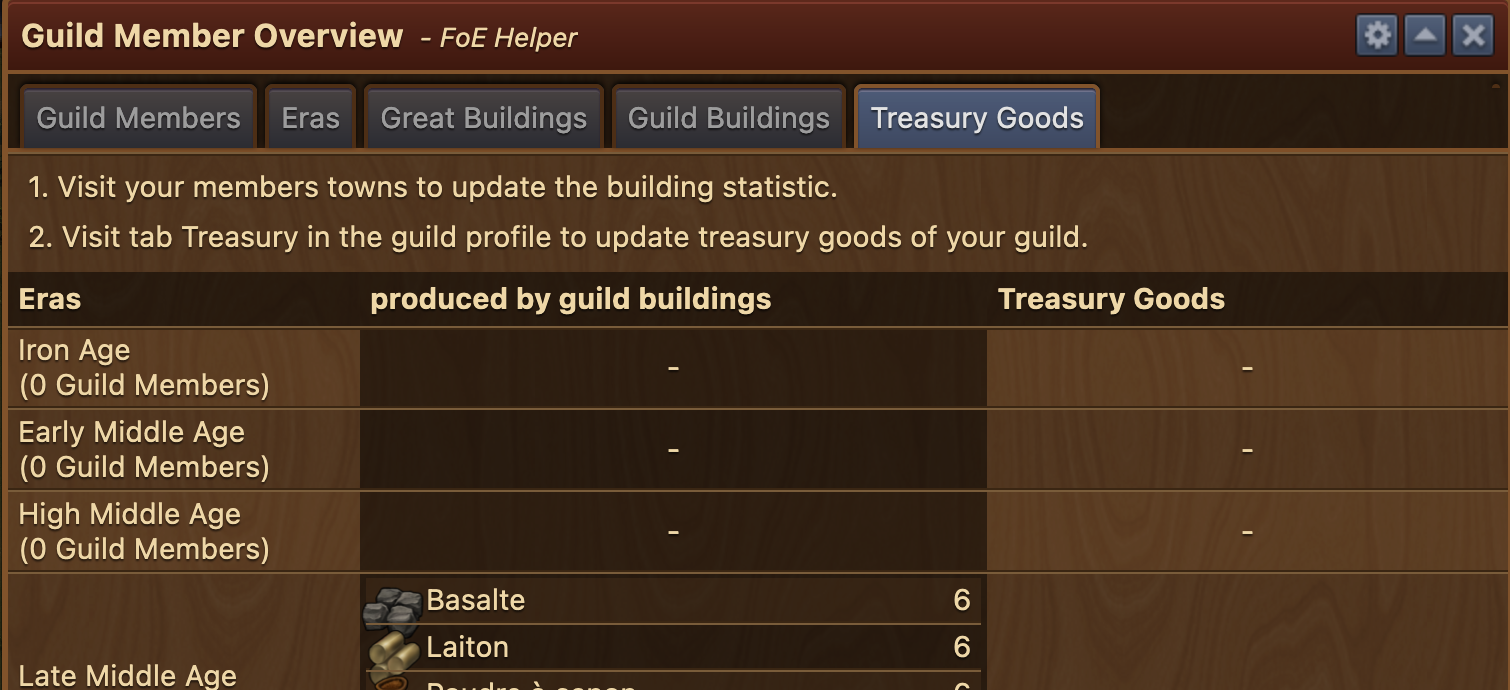 Guild Member Overview - FoE Helper
Guild Members Eras Great Buildings Guild Buildings Treasury Goods
1. Visit your members towns to update the building statistic.
2. Visit tab Treasury in the guild profile to update treasury goods of your guild.
Eras produced by guild buildings Treasury Goods
Iron Age
(0 Guild Members)
- -
Early Middle Age
(0 Guild Members)
- -
High Middle Age
(0 Guild Members)
- -
Basalte 6
Laiton 6
Late Middle Age
Poudre à canon 6